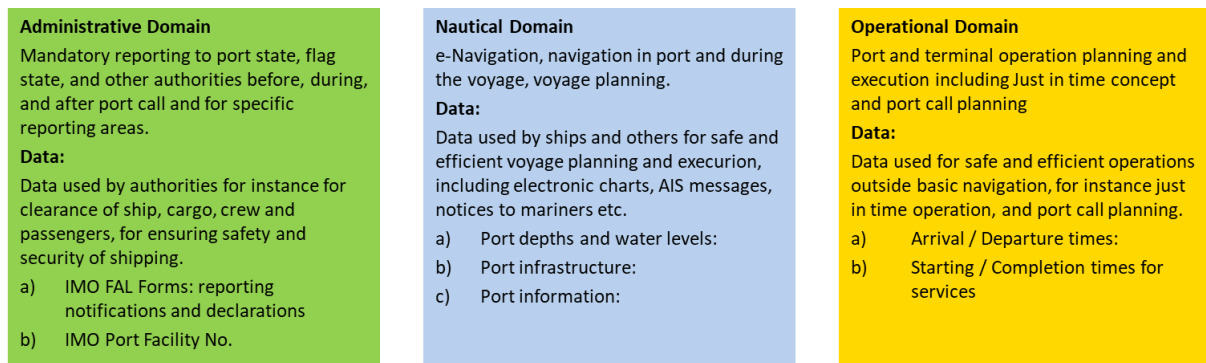 Administrative Domain
Mandatory reporting to port state, flag
state, and other authorities before, during,
and after port call and for specific
reporting areas.
Data:
Data used by authorities for instance for
clearance of ship, cargo, crew and
passengers, for ensuring safety and
security of shipping.
a) IMO FAL Forms: reporting
notifications and declarations
b) IMO Port Facility No.
Nautical Domain
e-Navigation, navigation in port and during
the voyage, voyage planning.
Data:
Data used by ships and others for safe and
efficient voyage planning and execurion,
including electronic charts, AIS messages,
notices to mariners etc.
a) Port depths and water levels:
b) Port infrastructure:
c) Port information:
Operational Domain
Port and terminal operation planning and
execution including Just in time concept
and port call planning
Data:
Data used for safe and efficient operations
outside basic navigation, for instance just
in time operation, and port call planning.
a) Arrival / Departure times:
b) Starting / Completion times for
services